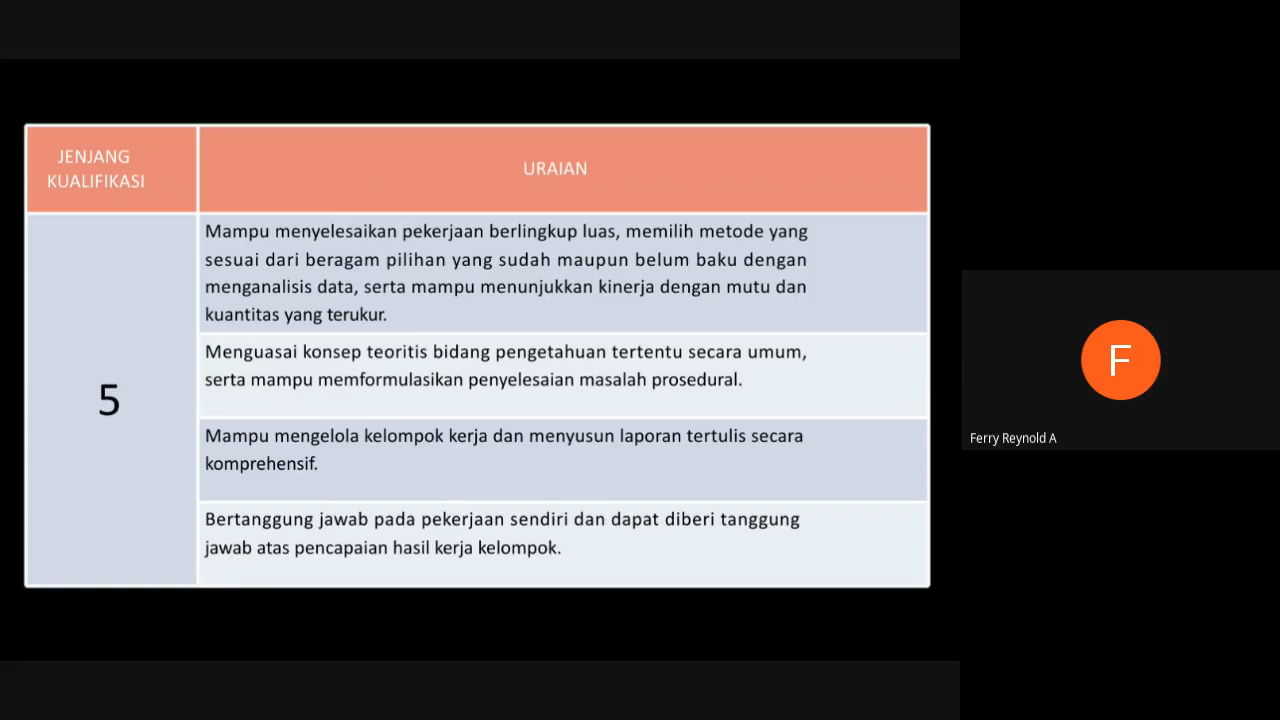 JENJANG
KUALIFIKASI
URAIAN
5
Mampu menyelesaikan pekerjaan berlingkup luas, memilih metode yang
sesuai dari beragam pilihan yang sudah maupun belum baku dengan
menganalisis data, serta mampu menunjukkan kinerja dengan mutu dan
kuantitas yang terukur.
Menguasai konsep teoritis bidang pengetahuan tertentu secara umum,
serta mampu memformulasikan penyelesaian masalah prosedural.
Mampu mengelola kelompok kerja dan menyusun laporan tertulis secara
komprehensif.
Bertanggung jawab pada pekerjaan sendiri dan dapat diberi tanggung
jawab atas pencapaian hasil kerja kelompok.
F
Ferry Reynold A